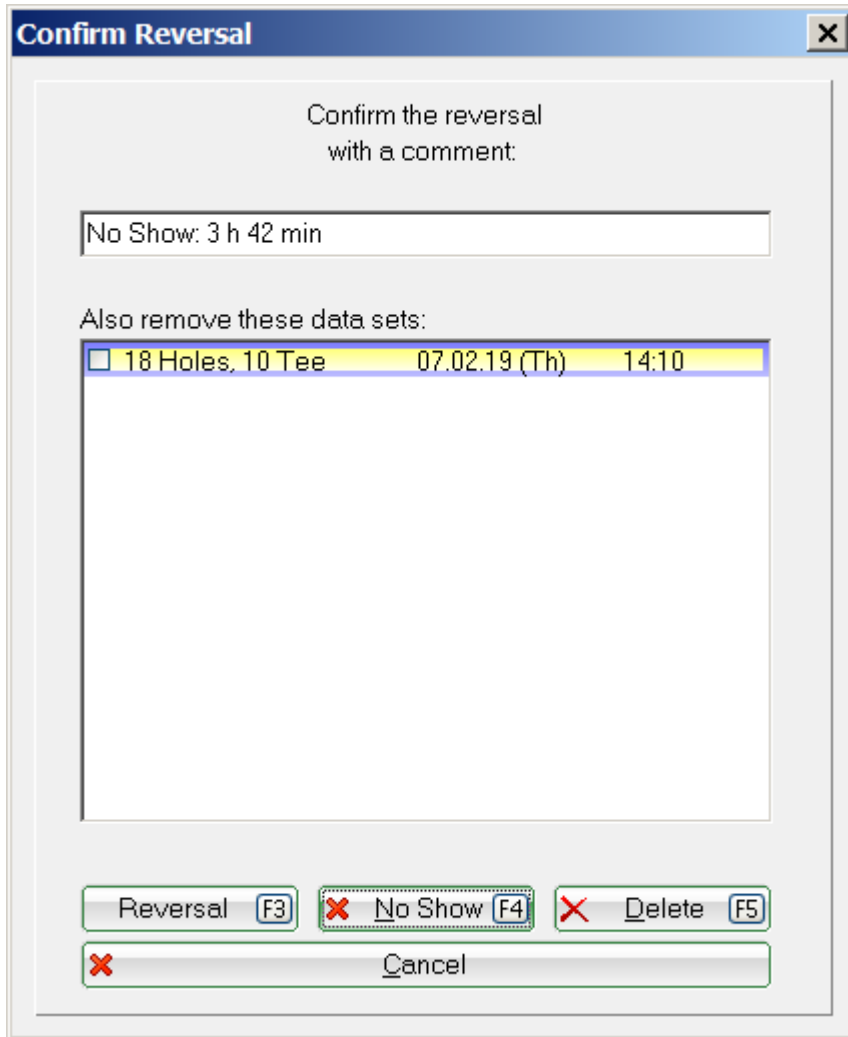 Confirm Reversal
Confirm the reversal
with a comment:
No Show: 3 h 42 min
Also remove these data sets:
18 Holes, 10 Tee 07.02.19 (Th) 14:10
Reversal F3 No Show F4 Delete F5
Cancel